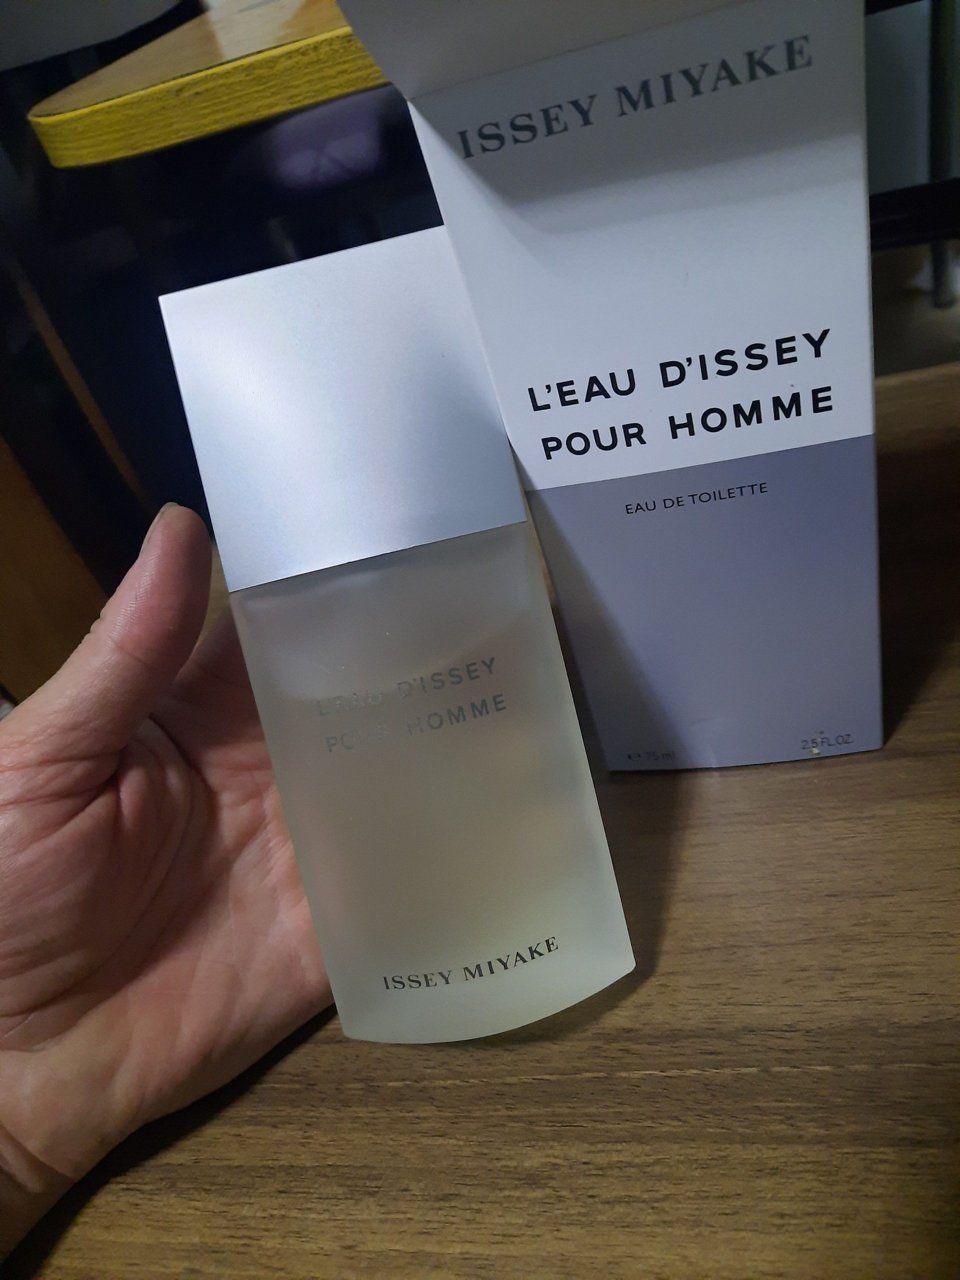 ISSEY MIYAKE
L'EAU D'ISSEY
POUR HOMME
EAU DE TOILETTE
℮ 75 ml
2.5 FL.OZ
L'EAU D'ISSEY
POUR HOMME
ISSEY MIYAKE